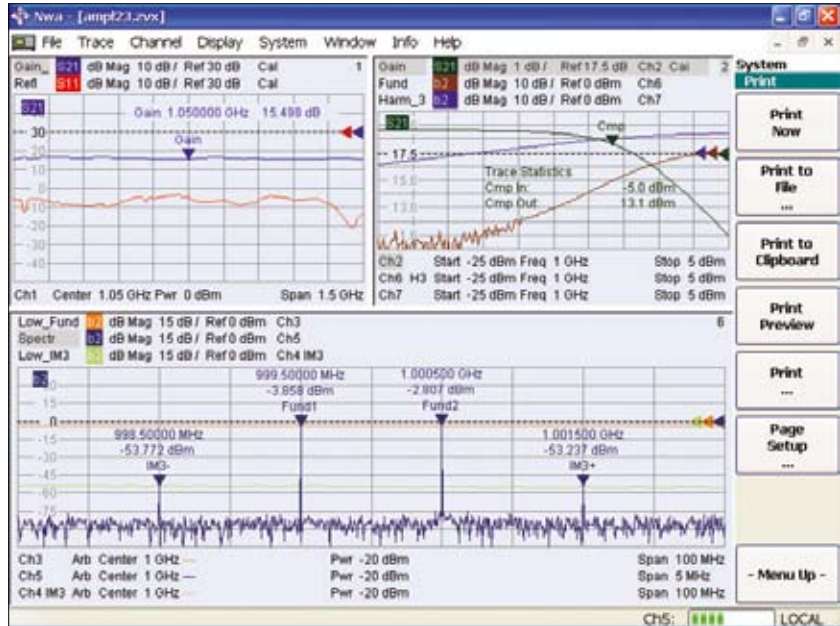 Nwa - [ampl23.zvx]
File Trace Channel Display System Window Info Help
Gain_ S21 dB Mag 10 dB / Ref 30 dB Cal 1
Refl S11 dB Mag 10 dB / Ref 30 dB Cal
S21
Gain 1.050000 GHz 15.498 dB
Gain
30
20
10
0
-10
-20
-30
-40
Ch1 Center 1.05 GHz Pwr 0 dBm Span 1.5 GHz
Gain S21 dB Mag 1 dB / Ref 17.5 dB Ch2 Cal 2
Fund b2 dB Mag 10 dB / Ref 0 dBm Ch6
Harm_3 b2 dB Mag 10 dB / Ref 0 dBm Ch7
S21
Cmp
17.5
Trace Statistics
15.5
Cmp In: -5.0 dBm
Cmp Out: 13.1 dBm
13.5
Ch2 Start -25 dBm Freq 1 GHz Stop 5 dBm
Ch6 H3 Start -25 dBm Freq 1 GHz Stop 5 dBm
Ch7 Start -25 dBm Freq 1 GHz Stop 5 dBm
Low_Fund b2 dB Mag 15 dB / Ref 0 dBm Ch3 6
Spectr b2 dB Mag 15 dB / Ref 0 dBm Ch5
Low_IM3 dB Mag 15 dB / Ref 0 dBm Ch4 IM3
b2
999.50000 MHz 1.000500 GHz
-3.858 dBm -2.807 dBm
Fund1 Fund2
15
0
998.50000 MHz 1.001500 GHz
-15
-53.772 dBm -53.237 dBm
-30
IM3- IM3+
-45
-60
-75
Ch3 Arb Center 1 GHz Pwr -20 dBm Span 100 MHz
Ch5 Arb Center 1 GHz Pwr -20 dBm Span 5 MHz
Ch4 IM3 Arb Center 1 GHz Pwr -20 dBm Span 100 MHz
System
Print
Print Now
Print to File ...
Print to Clipboard
Print Preview
Print ...
Page Setup ...
- Menu Up -
Ch5: LOCAL